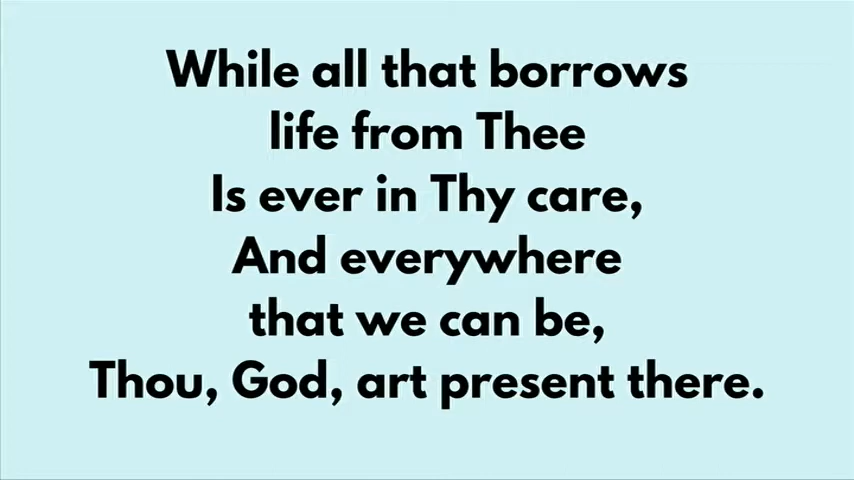 While all that borrows
life from Thee
Is ever in Thy care,
And everywhere
that we can be,
Thou, God, art present there.